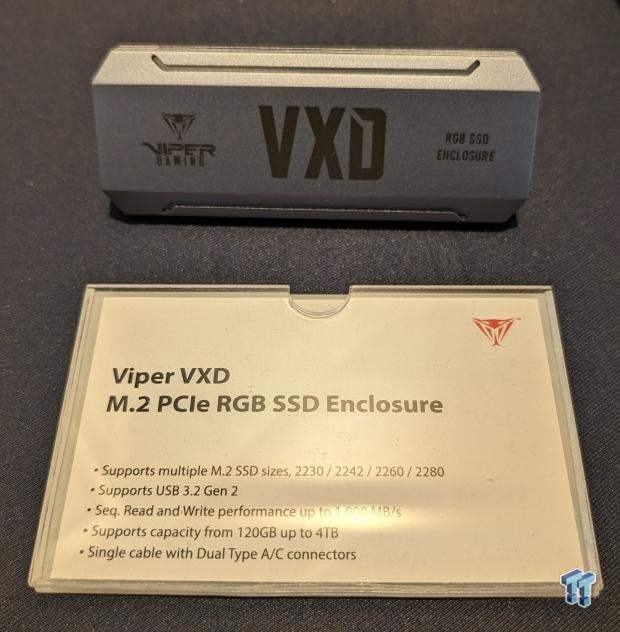 VIPER
GAMING
VXD
RGB SSD
ENCLOSURE
Viper VXD
M.2 PCIe RGB SSD Enclosure
• Supports multiple M.2 SSD sizes, 2230 / 2242 / 2260 / 2280
• Supports USB 3.2 Gen 2
• Seq. Read and Write performance up to 1,000 MB/s
• Supports capacity from 120GB up to 4TB
• Single cable with Dual Type A/C connectors
TT